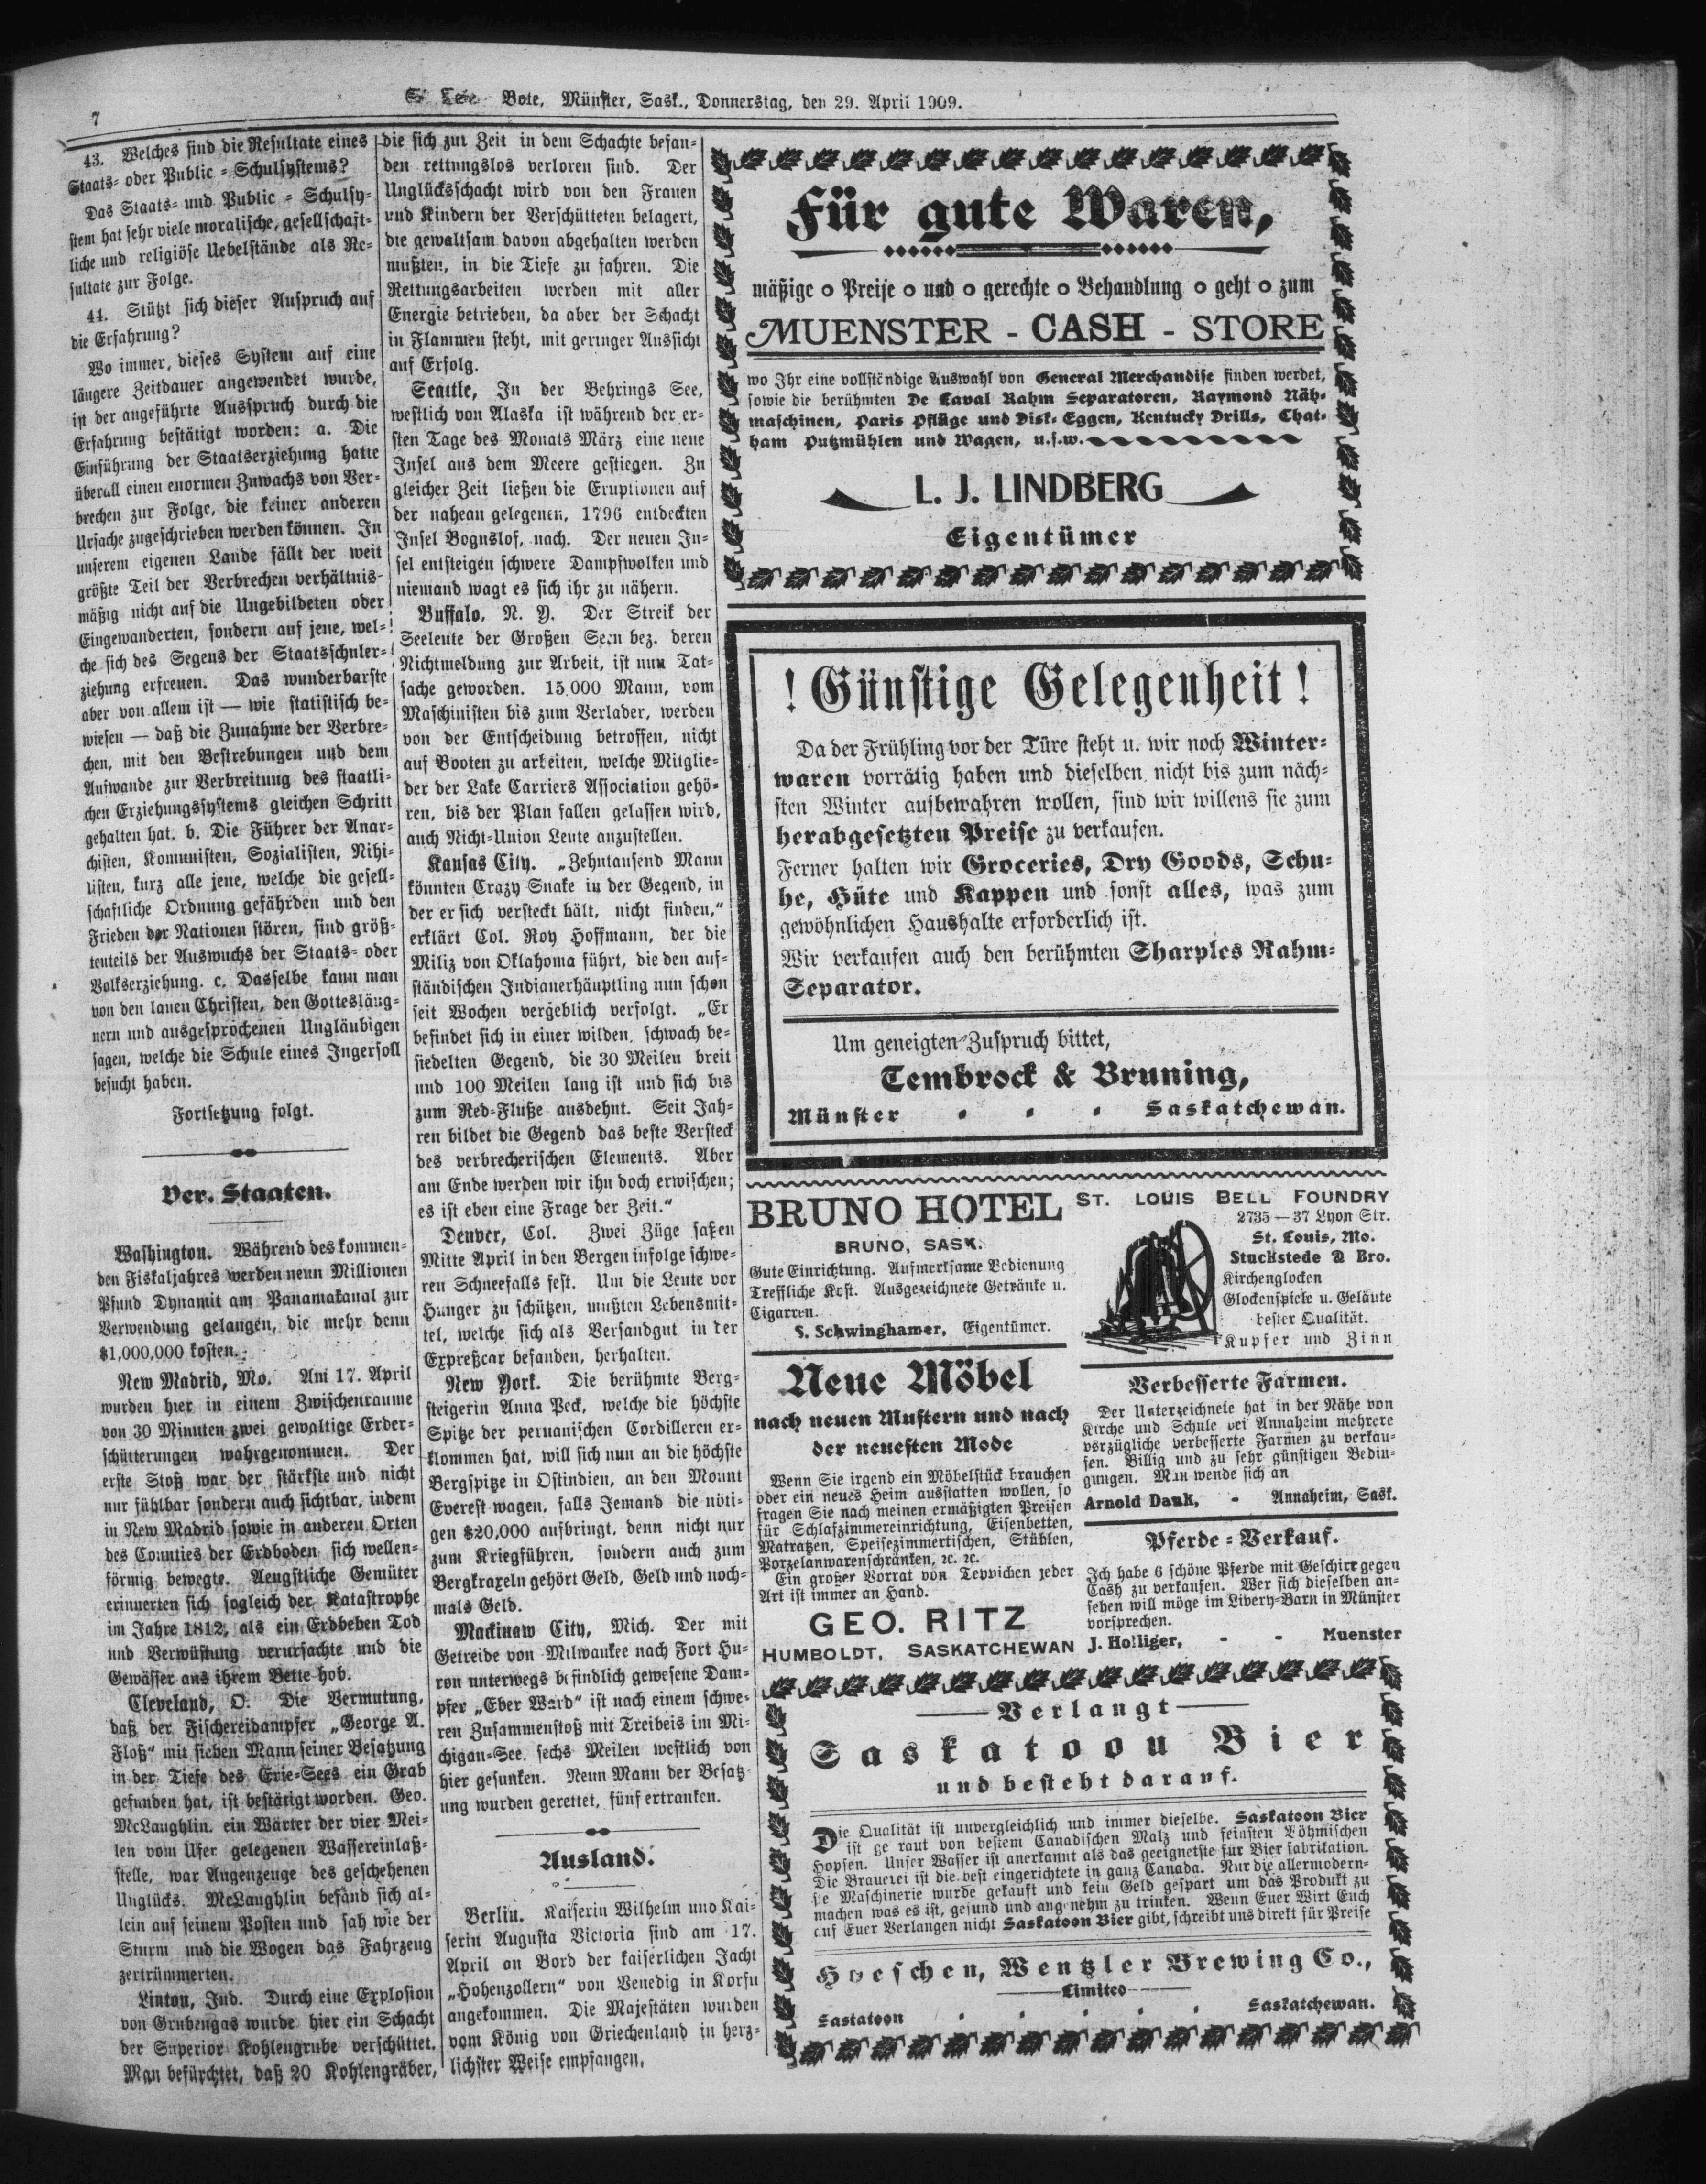 7
Bote, Münster, Sask., Donnerstag, den 29. April 1909.
43. Welches sind die Resultate eines
Staats- oder Public-Schulsystems?
Das Staats- und Public-Schulsy-
stem hat sehr viele moralische, gesellschaft-
liche und religiöse Uebelstände als Re-
sultate zur Folge.
44. Stützt sich dieser Anspruch auf
die Erfahrung?
Wo immer, dieses System auf eine
längere Zeitdauer angewendet wurde,
ist der angeführte Ausspruch durch die
Erfahrung bestätigt worden: a. Die
Einführung der Staatserziehung hatte
überall einen enormen Zuwachs von Ver-
brechen zur Folge, die keiner anderen
Ursache zugeschrieben werden können. In
unserem eigenen Lande fällt der weit
größte Teil der Verbrechen verhältnis-
mäßig nicht auf die Ungebildeten oder
Eingewanderten, sondern auf jene, wel-
che sich des Segens der Staatsschuler-
ziehung erfreuen. Das wunderbarste
aber von allem ist — wie statistisch be-
wiesen — daß die Zunahme der Verbre-
chen, mit den Bestrebungen und dem
Aufwande zur Verbreitung des staatli-
chen Erziehungssystems gleichen Schritt
gehalten hat. b. Die Führer der Anar-
chisten, Komunisten, Sozialisten, Nihi-
listen, kurz alle jene, welche die gesell-
schaftliche Ordnung gefährden und den
Frieden der Nationen stören, sind größ-
tenteils der Auswuchs der Staats- oder
Volkserziehung. c. Dasselbe kann man
von den lauen Christen, den Gottesläug-
nern und ausgesprochenen Ungläubigen
sagen, welche die Schule eines Ingersoll
besucht haben.
Fortsetzung folgt.
Ver. Staaten.
Washington. Während des kommen-
den Fiskaljahres werden neun Millionen
Pfund Dynamit am Panamakanal zur
Verwendung gelangen, die mehr denn
$1,000,000 kosten.
New Madrid, Mo. Am 17. April
wurden hier in einem Zwischenraume
von 30 Minuten zwei gewaltige Erder-
schütterungen wahrgenommen. Der
erste Stoß war der stärkste und nicht
nur fühlbar sondern auch sichtbar, indem
in New Madrid sowie in anderen Orten
des Counties der Erdboden sich wellen-
förmig bewegte. Aengstliche Gemüter
erinnerten sich sogleich der Katastrophe
im Jahre 1812, als ein Erdbeben Tod
und Verwüstung verursachte und die
Gewässer aus ihrem Bette hob.
Cleveland, O. Die Vermutung,
daß der Fischereidampfer „George A.
Floß“ mit sieben Mann seiner Besatzung
in der Tiefe des Erie-Sees ein Grab
gefunden hat, ist bestätigt worden. Geo.
McLaughlin, ein Wärter der vier Mei-
len vom Ufer gelegenen Wassereinlaß-
stelle, war Augenzeuge des geschehenen
Unglücks. McLaughlin befand sich al-
lein auf seinem Posten und sah wie der
Sturm und die Wogen das Fahrzeug
zertrümmerten.
Linton, Ind. Durch eine Explosion
von Grubengas wurde hier ein Schacht
der Superior Kohlengrube verschüttet.
Man befürchtet, daß 20 Kohlengräber,
die sich zur Zeit in dem Schachte befan-
den rettungslos verloren sind. Der
Unglücksschacht wird von den Frauen
und Kindern der Verschütteten belagert,
die gewaltsam davon abgehalten werden
mußten, in die Tiefe zu fahren. Die
Rettungsarbeiten werden mit aller
Energie betrieben, da aber der Schacht
in Flammen steht, mit geringer Aussicht
auf Erfolg.
Seattle, In der Behrings See,
westlich von Alaska ist während der er-
sten Tage des Monats März eine neue
Insel aus dem Meere gestiegen. Zu
gleicher Zeit ließen die Eruptionen auf
der nahean gelegenen, 1796 entdeckten
Insel Bognslof, nach. Der neuen In-
sel entsteigen schwere Dampfwolken und
niemand wagt es sich ihr zu nähern.
Buffalo, N. Y. Der Streik der
Seeleute der Großen Seen bez. deren
Nichtmeldung zur Arbeit, ist nun Tat-
sache geworden. 15,000 Mann, vom
Maschinisten bis zum Verlader, werden
von der Entscheidung betroffen, nicht
auf Booten zu arbeiten, welche Mitglie-
der der Lake Carriers Association gehö-
ren, bis der Plan fallen gelassen wird,
auch Nicht-Union Leute anzustellen.
Kansas City. „Zehntausend Mann
könnten Crazy Snake in der Gegend, in
der er sich versteckt hält, nicht finden,“
erklärt Col. Roy Hoffmann, der die
Miliz von Oklahoma führt, die den auf-
ständischen Indianerhäuptling nun schon
seit Wochen vergeblich verfolgt. „Er
befindet sich in einer wilden, schwach be-
siedelten Gegend, die 30 Meilen breit
und 100 Meilen lang ist und sich bis
zum Red-Fluße ausdehnt. Seit Jah-
ren bildet die Gegend das beste Versteck
des verbrecherischen Elements. Aber
am Ende werden wir ihn doch erwischen;
es ist eben eine Frage der Zeit.“
Denver, Col. Zwei Züge saßen
Mitte April in den Bergen infolge schwe-
ren Schneefalls fest. Um die Leute vor
Hunger zu schützen, mußten Lebensmit-
tel, welche sich als Versandgut in der
Expreßcar befanden, herhalten.
New York. Die berühmte Berg-
steigerin Anna Peck, welche die höchste
Spitze der peruanischen Cordilleren er-
klommen hat, will sich nun an die höchste
Bergspitze in Ostindien, an den Mount
Everest wagen, falls Jemand die nöti-
gen $20,000 aufbringt, denn nicht nur
zum Kriegführen, sondern auch zum
Bergkraxeln gehört Geld, Geld und noch-
mals Geld.
Mackinaw City, Mich. Der mit
Getreide von Milwaukee nach Fort Hu-
ron unterwegs befindlich gewesene Dam-
pfer „Eber Ward“ ist nach einem schwe-
ren Zusammenstoß mit Treibeis im Mi-
chigan-See, sechs Meilen westlich von
hier gesunken. Neun Mann der Besatz-
ung wurden gerettet, fünf ertranken.
Ausland.
Berlin. Kaiserin Wilhelm und Kai-
serin Augusta Victoria sind am 17.
April an Bord der kaiserlichen Jacht
„Hohenzollern“ von Venedig in Korfu
angekommen. Die Majestäten wurden
vom König von Griechenland in herz-
lichster Weise empfangen.
Für gute Waren,
mäßige o Preise o und o gerechte o Behandlung o geht o zum
MUENSTER - CASH - STORE
wo Ihr eine vollständige Auswahl von General Merchandise finden werdet,
sowie die berühmten De Laval Rahm Separatoren, Raymond Näh-
maschinen, Paris Pflüge und Disk-Eggen, Kentucky Drills, Chat-
ham Putzmühlen und Wagen, u.s.w.
L. J. LINDBERG
Eigentümer
! Günstige Gelegenheit !
Da der Frühling vor der Türe steht u. wir noch Winter-
waren vorrätig haben und dieselben nicht bis zum näch-
sten Winter aufbewahren wollen, sind wir willens sie zum
herabgesetzten Preise zu verkaufen.
Ferner halten wir Groceries, Dry Goods, Schu-
he, Hüte und Kappen und sonst alles, was zum
gewöhnlichen Haushalte erforderlich ist.
Wir verkaufen auch den berühmten Sharples Rahm-
Separator.
Um geneigten Zuspruch bittet,
Tembrock & Bruning,
Münster - - - Saskatchewan.
BRUNO HOTEL
BRUNO, SASK.
Gute Einrichtung. Aufmerksame Bedienung
Treffliche Kost. Ausgezeichnete Getränke u.
Cigarren.
S. Schwinghamer, Eigentümer.
ST. LOUIS BELL FOUNDRY
2735—37 Lyon Str.
St. Louis, Mo.
Stuckstede & Bro.
Kirchenglocken
Glockenspiele u. Geläute
bester Qualität.
Kupfer und Zinn
Neue Möbel
nach neuen Mustern und nach
der neuesten Mode
Wenn Sie irgend ein Möbelstück brauchen
oder ein neues Heim ausstatten wollen, so
fragen Sie nach meinen ermäßigten Preisen
für Schlafzimmereinrichtung, Eisenbetten,
Matratzen, Speisezimmertischen, Stühlen,
Porzelanwarenschränken, ꝛc. ꝛc.
Ein großer Vorrat von Teppichen jeder
Art ist immer an Hand.
GEO. RITZ
HUMBOLDT, SASKATCHEWAN
Verbesserte Farmen.
Der Unterzeichnete hat in der Nähe von
Kirche und Schule bei Annaheim mehrere
vorzügliche verbesserte Farmen zu verkau-
fen. Billig und zu sehr günstigen Bedin-
gungen. Man wende sich an
Arnold Dauk, - Annaheim, Sask.
Pferde-Verkauf.
Ich habe 6 schöne Pferde mit Geschirr gegen
Cash zu verkaufen. Wer sich dieselben an-
sehen will möge im Livery-Barn in Münster
vorsprechen.
J. Holliger, - - Muenster
Verlangt
Saskatoon Bier
und besteht darauf.
Die Qualität ist unvergleichlich und immer dieselbe. Saskatoon Bier
ist gebraut von bestem Canadischen Malz und feinsten Böhmischen
Hopfen. Unser Wasser ist anerkannt als das geeignetste für Bier fabrikation.
Die Brauerei ist die best eingerichtete in ganz Canada. Nur die allermodern-
ste Maschinerie wurde gekauft und kein Geld gespart um das Produkt zu
machen was es ist, gesund und angenehm zu trinken. Wenn Euer Wirt Euch
auf Euer Verlangen nicht Saskatoon Bier gibt, schreibt uns direkt für Preise
Hoeschen, Wentzler Brewing Co.,
Limited
Saskatoon - - - - - Saskatchewan.